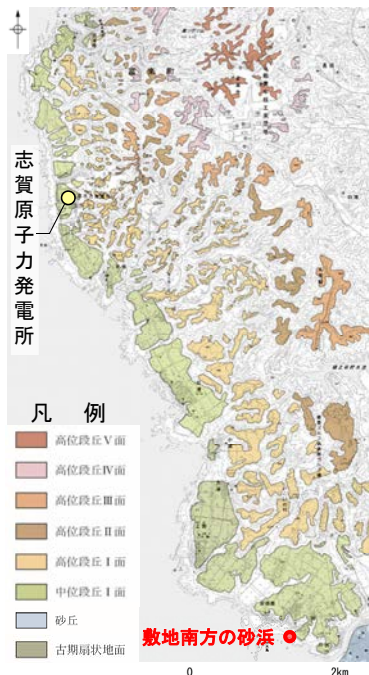 志賀原子力発電所
凡 例
高位段丘Ⅴ面
高位段丘Ⅳ面
高位段丘Ⅲ面
高位段丘Ⅱ面
高位段丘Ⅰ面
中位段丘Ⅰ面
砂丘
古期扇状地面
敷地南方の砂浜
0 2km